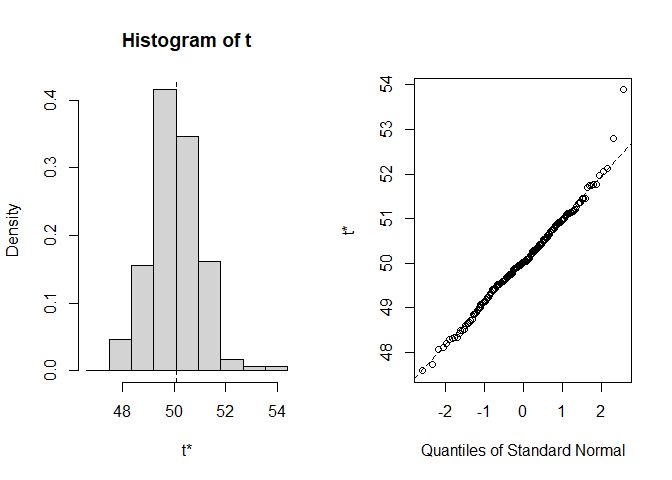 Histogram of t
Density
0.0 0.1 0.2 0.3 0.4
48 50 52 54
t*
t*
48 49 50 51 52 53 54
-2 -1 0 1 2
Quantiles of Standard Normal